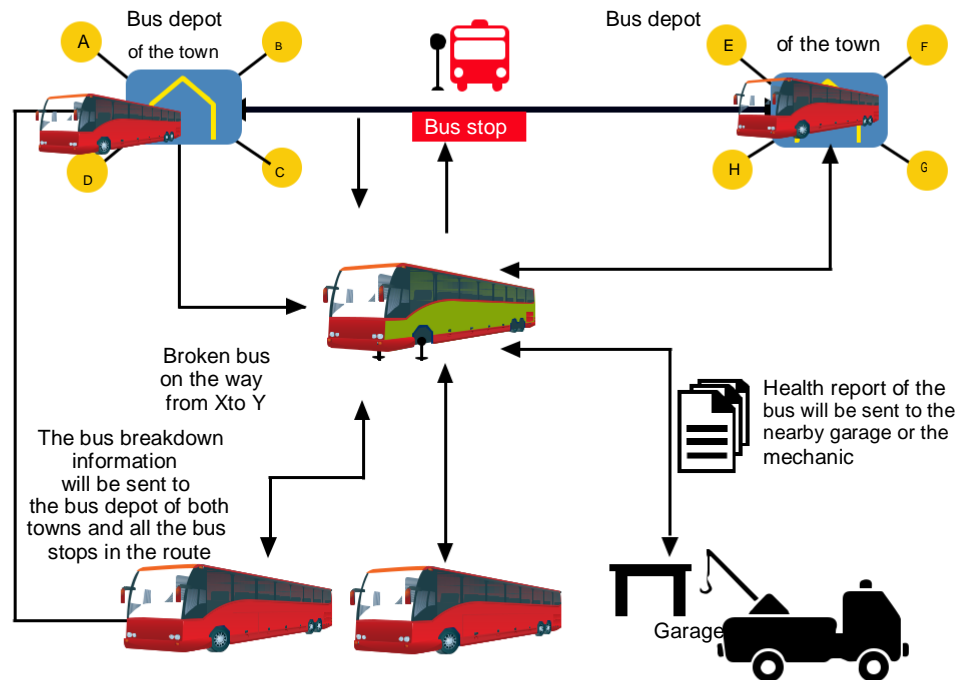 Bus depot
of the town
A
B
C
D
Bus stop
Bus depot
of the town
E
F
G
H
Broken bus
on the way
from Xto Y
The bus breakdown
information
will be sent to
the bus depot of both
towns and all the bus
stops in the route
Health report of the
bus will be sent to the
nearby garage or the
mechanic
Garage